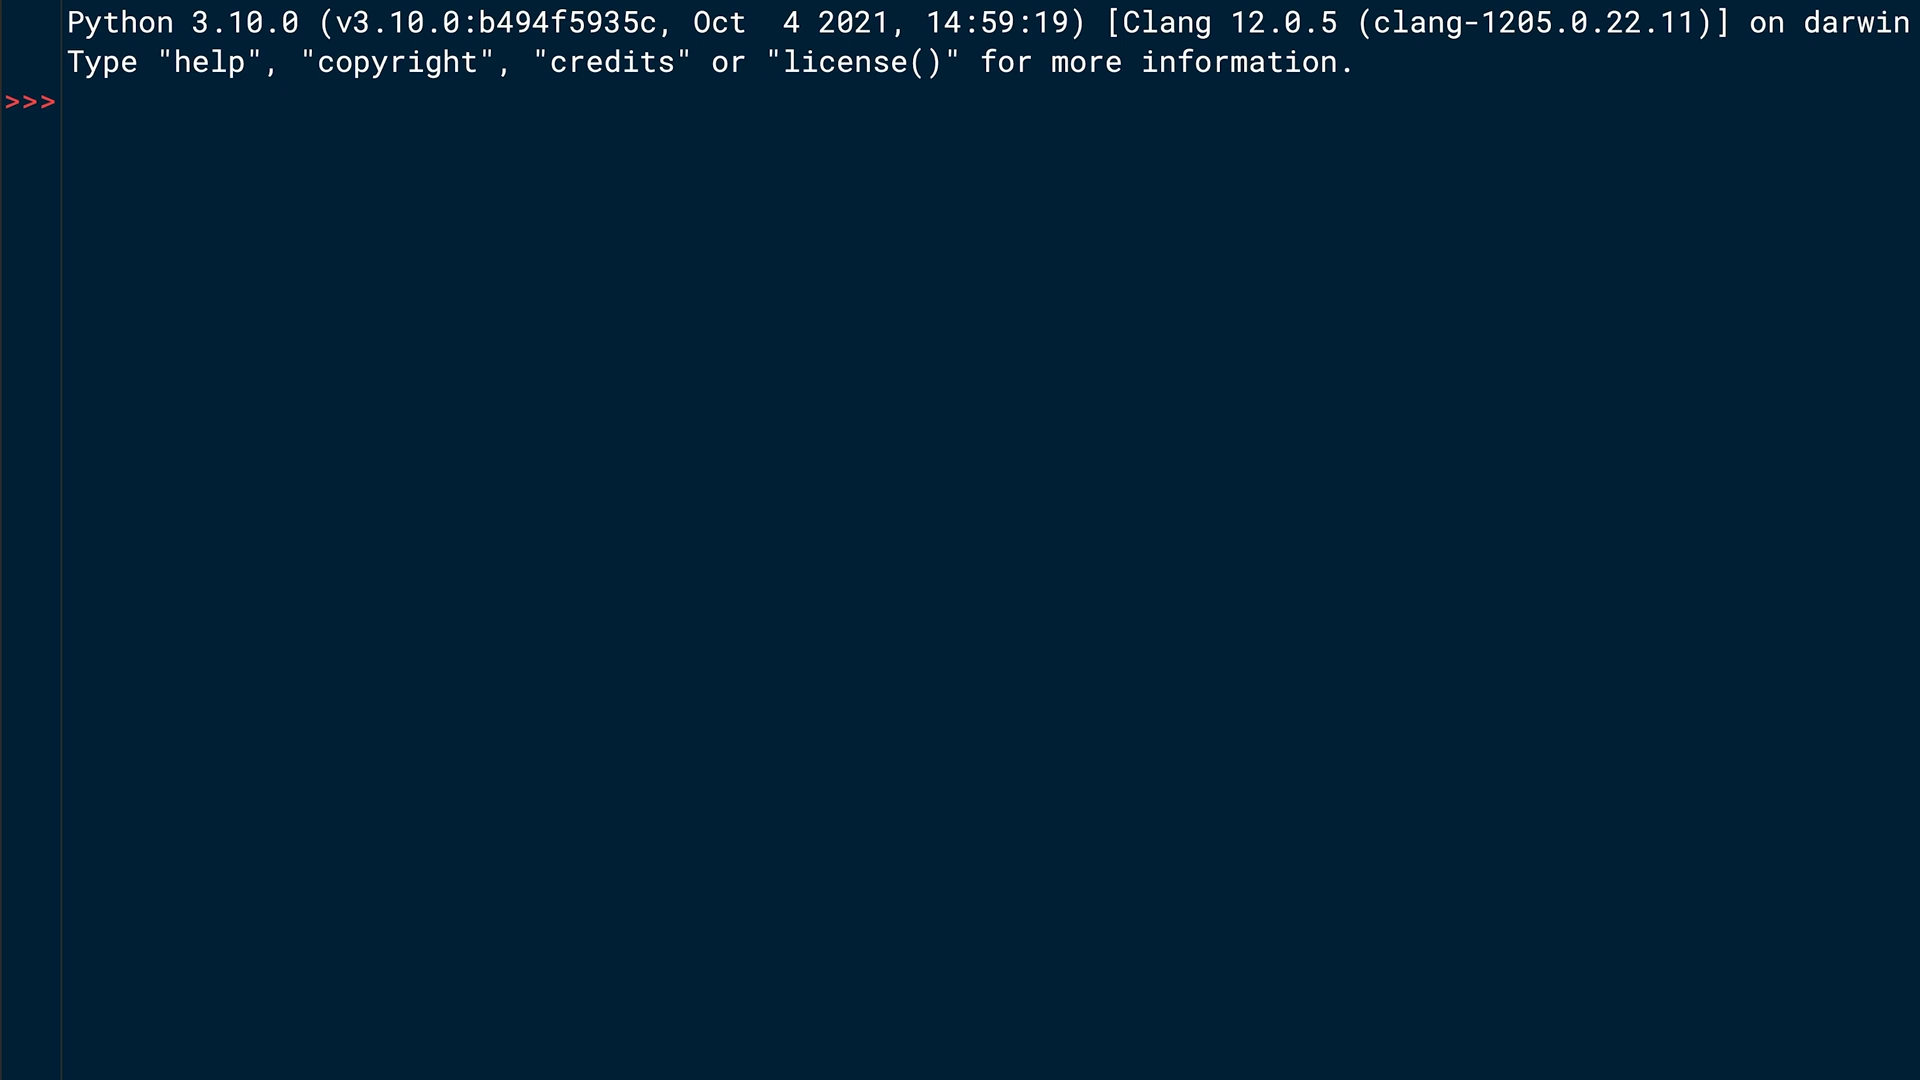 Python 3.10.0 (v3.10.0:b494f5935c, Oct  4 2021, 14:59:19) [Clang 12.0.5 (clang-1205.0.22.11)] on darwin
Type "help", "copyright", "credits" or "license()" for more information.
>>>